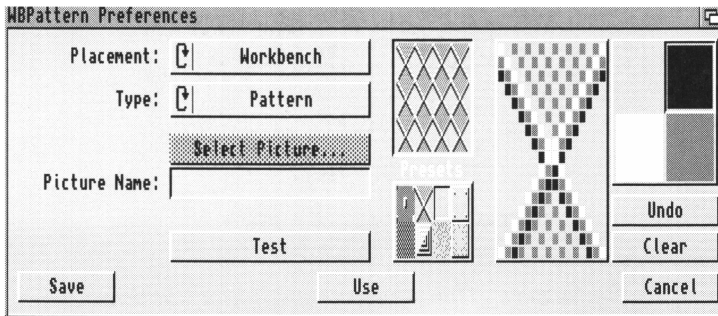 WBPattern Preferences
Placement: Workbench
Type: Pattern
Select Picture...
Picture Name:
Presets
Test
Undo
Clear
Save
Use
Cancel